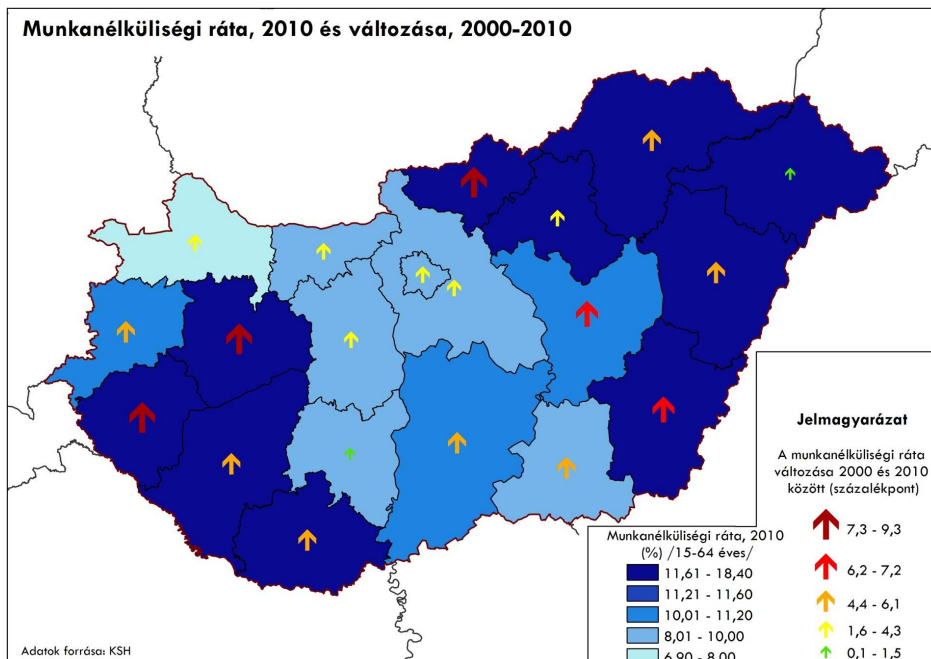 Munkanélküliségi ráta, 2010 és változása, 2000-2010
Jelmagyarázat
A munkanélküliségi ráta
változása 2000 és 2010
között (százalékpont)
7,3 - 9,3
6,2 - 7,2
4,4 - 6,1
1,6 - 4,3
0,1 - 1,5
Munkanélküliségi ráta, 2010
(%) /15-64 éves/
11,61 - 18,40
11,21 - 11,60
10,01 - 11,20
8,01 - 10,00
6,90 - 8,00
Adatok forrása: KSH